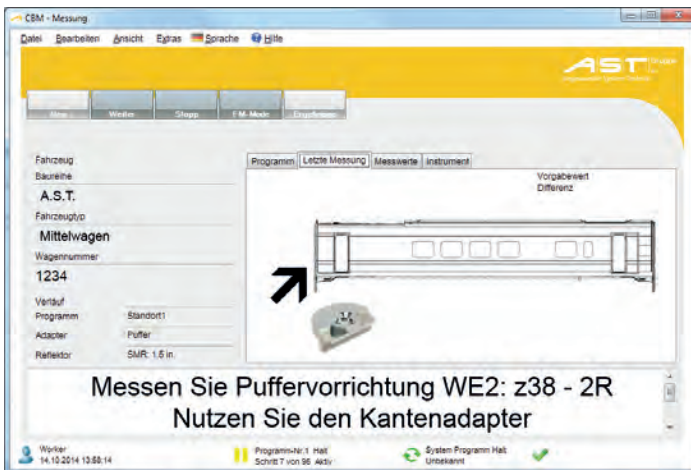 CBM - Messung
Datei Bearbeiten Ansicht Extras Sprache Hilfe
AST
Neu Weiter Stopp FM-Mode Ergebnisse
Fahrzeug
Baureihe
A.S.T.
Fahrzeugtyp
Mittelwagen
Wagennummer
1234
Verlauf
Programm Standort1
Adapter Puffer
Reflektor SMR: 1.5 in.
Programm Letzte Messung Messwerte Instrument
Vorgabewert
Differenz
Messen Sie Puffervorrichtung WE2: z38 - 2R
Nutzen Sie den Kantenadapter
Worker
14.10.2014 13:58:14
Programm-Nr.1 Halt
Schritt 7 von 96 Aktiv
System Programm Halt
Unbekannt